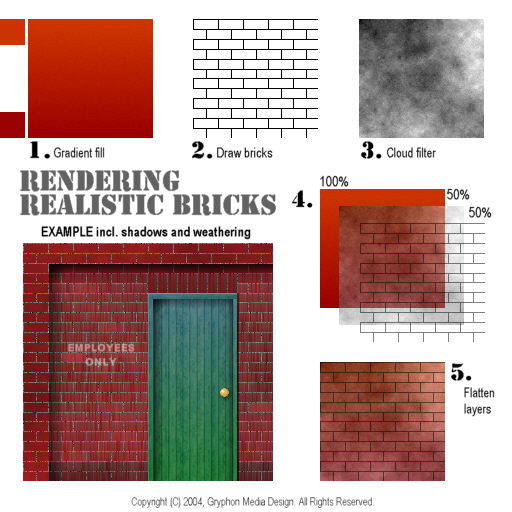 1. Gradient fill
2. Draw bricks
3. Cloud filter
RENDERING
REALISTIC BRICKS
EXAMPLE incl. shadows and weathering
EMPLOYEES
ONLY
4.
100%
50%
50%
5.
Flatten
layers
Copyright (C) 2004, Gryphon Media Design. All Rights Reserved.